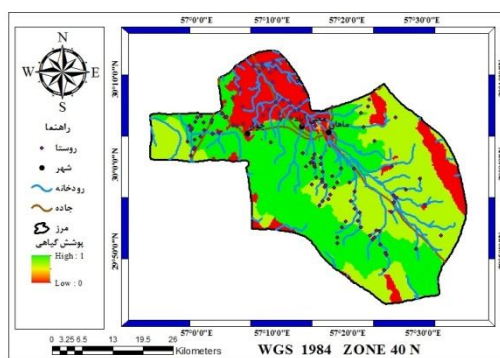 57°0'0"E 57°10'0"E 57°20'0"E 57°30'0"E
N
W E
S
راهنما
روستا
شهر
رودخانه
جاده
مرز
پوشش گیاهی
High : 1
Low : 0
30°10'0"N
30°0'0"N
29°50'0"N
ماهان
57°0'0"E 57°10'0"E 57°20'0"E 57°30'0"E
0 3.25 6.5 13 19.5 26
Kilometers
WGS 1984 ZONE 40 N